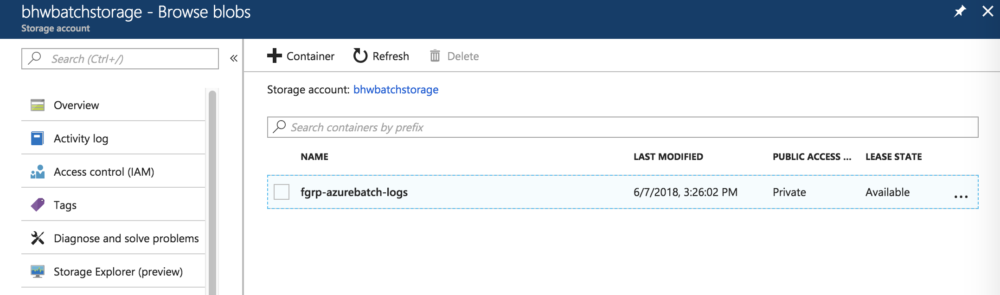 bhwbatchstorage - Browse blobs
Storage account
Search (Ctrl+/)
«
Overview
Activity log
Access control (IAM)
Tags
Diagnose and solve problems
Storage Explorer (preview)
Container Refresh Delete
Storage account: bhwbatchstorage
Search containers by prefix
NAME LAST MODIFIED PUBLIC ACCESS ... LEASE STATE
fgrp-azurebatch-logs 6/7/2018, 3:26:02 PM Private Available ...